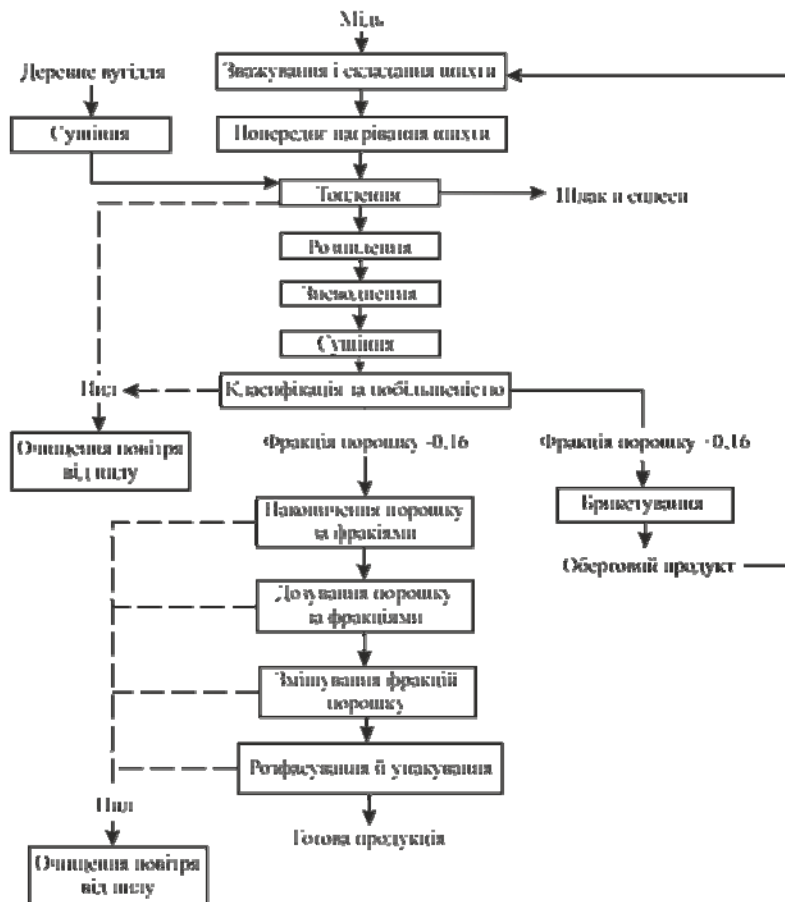 Мідь
Зважування і складання шихти
Деревне вугілля
Сушіння
Попереднє нагрівання шихти
Топлення
Шлак и сплеси
Розпилення
Зневоднення
Сушіння
Пил
Класифікація за
Очищення повітря
від пилу
Фракція порошку -0,16
Фракція порошку +0,16
Накопичення порошку
за фракіями
Брикетування
Обертовий продукт
Дозування порошку
за фракціями
Змішування фракцій
порошку
Розфасування й упакування
Пил
Готова продукція
Очищення повітря
від пилу